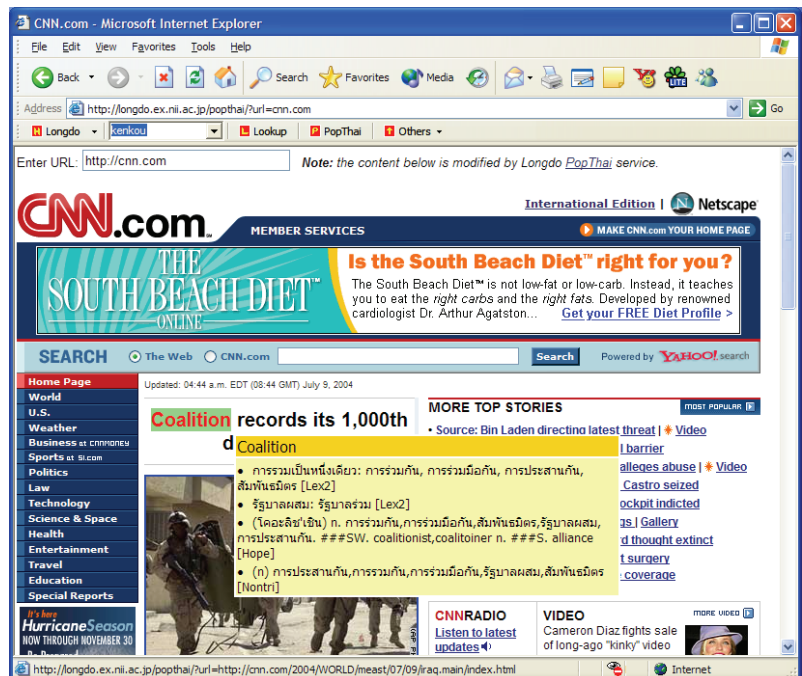 CNN.com - Microsoft Internet Explorer
File Edit View Favorites Tools Help
Back Search Favorites Media LITE
Address http://longdo.ex.nii.ac.jp/popthai/?url=cnn.com Go
Longdo kenkou Lookup PopThai Others
Enter URL: http://cnn.com Note: the content below is modified by Longdo PopThai service.
International Edition | Netscape
CNN.com
MEMBER SERVICES MAKE CNN.com YOUR HOME PAGE
THE
SOUTH BEACH DIET™
ONLINE
Is the South Beach Diet™ right for you?
The South Beach Diet™ is not low-fat or low-carb. Instead, it teaches
you to eat the right carbs and the right fats. Developed by renowned
cardiologist Dr. Arthur Agatston... Get your FREE Diet Profile >
SEARCH The Web CNN.com Search Powered by YAHOO! search
Home Page
World
U.S.
Weather
Business at CNNMONEY
Sports at SI.com
Politics
Law
Technology
Science & Space
Health
Entertainment
Travel
Education
Special Reports
It's here
HurricaneSeason
NOW THROUGH NOVEMBER 30
Updated: 04:44 a.m. EDT (08:44 GMT) July 9, 2004
Coalition records its 1,000th
d
Coalition
• การรวมเป็นหนึ่งเดียว: การร่วมกัน, การร่วมมือกัน, การประสานกัน,
สัมพันธมิตร [Lex2]
• รัฐบาลผสม: รัฐบาลร่วม [Lex2]
• (โคอะลิช'เชิน) n. การร่วมกัน,การร่วมมือกัน,สัมพันธมิตร,รัฐบาลผสม,
การประสานกัน. ###SW. coalitionist,coalitoiner n. ###S. alliance
[Hope]
• (n) การประสานกัน,การรวมกัน,การร่วมมือกัน,รัฐบาลผสม,สัมพันธมิตร
[Nontri]
MORE TOP STORIES MOST POPULAR
• Source: Bin Laden directing latest threat | Video
l barrier
alleges abuse | Video
Castro seized
ockpit indicted
gs | Gallery
rd thought extinct
t surgery
coverage
CNNRADIO
Listen to latest
updates
VIDEO MORE VIDEO
Cameron Diaz fights sale
of long-ago "kinky" video
http://longdo.ex.nii.ac.jp/popthai/?url=http://cnn.com/2004/WORLD/meast/07/09/iraq.main/index.html Internet